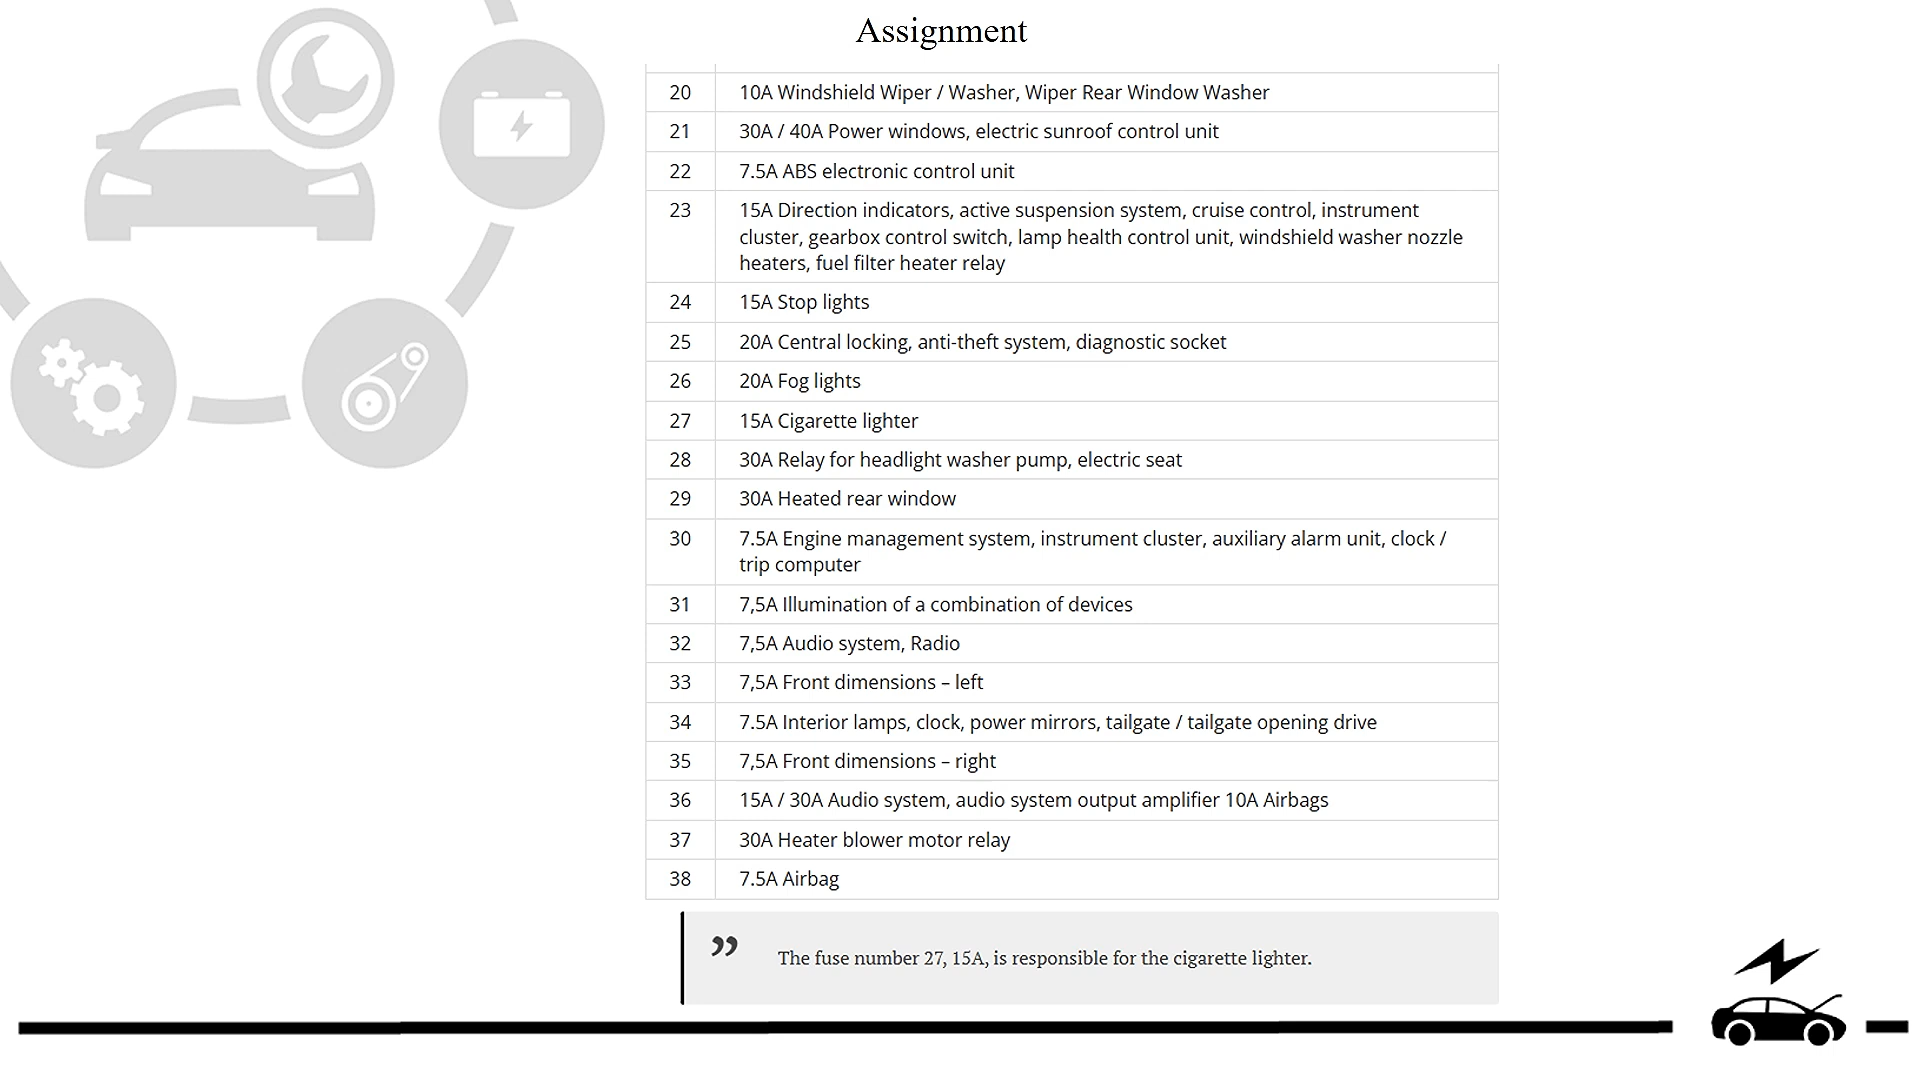 Assignment
20 10A Windshield Wiper / Washer, Wiper Rear Window Washer
21 30A / 40A Power windows, electric sunroof control unit
22 7.5A ABS electronic control unit
23 15A Direction indicators, active suspension system, cruise control, instrument
cluster, gearbox control switch, lamp health control unit, windshield washer nozzle
heaters, fuel filter heater relay
24 15A Stop lights
25 20A Central locking, anti-theft system, diagnostic socket
26 20A Fog lights
27 15A Cigarette lighter
28 30A Relay for headlight washer pump, electric seat
29 30A Heated rear window
30 7.5A Engine management system, instrument cluster, auxiliary alarm unit, clock /
trip computer
31 7,5A Illumination of a combination of devices
32 7,5A Audio system, Radio
33 7,5A Front dimensions – left
34 7.5A Interior lamps, clock, power mirrors, tailgate / tailgate opening drive
35 7,5A Front dimensions – right
36 15A / 30A Audio system, audio system output amplifier 10A Airbags
37 30A Heater blower motor relay
38 7.5A Airbag
” The fuse number 27, 15A, is responsible for the cigarette lighter.